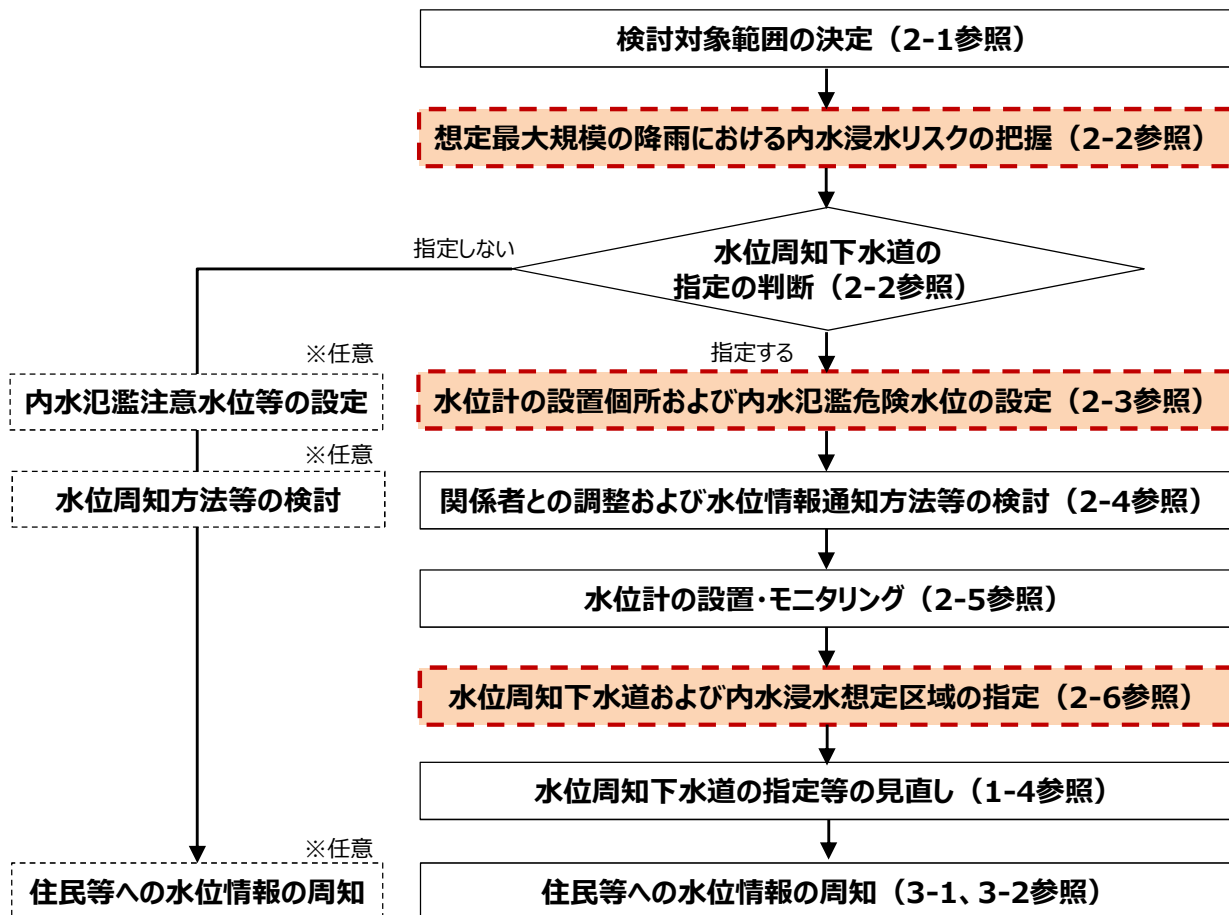 検討対象範囲の決定（2-1参照）
想定最大規模の降雨における内水浸水リスクの把握（2-2参照）
指定しない
水位周知下水道の
指定の判断（2-2参照）
※任意
指定する
内水氾濫注意水位等の設定
水位計の設置個所および内水氾濫危険水位の設定（2-3参照）
※任意
水位周知方法等の検討
関係者との調整および水位情報通知方法等の検討（2-4参照）
水位計の設置・モニタリング（2-5参照）
水位周知下水道および内水浸水想定区域の指定（2-6参照）
水位周知下水道の指定等の見直し（1-4参照）
※任意
住民等への水位情報の周知
住民等への水位情報の周知（3-1、3-2参照）